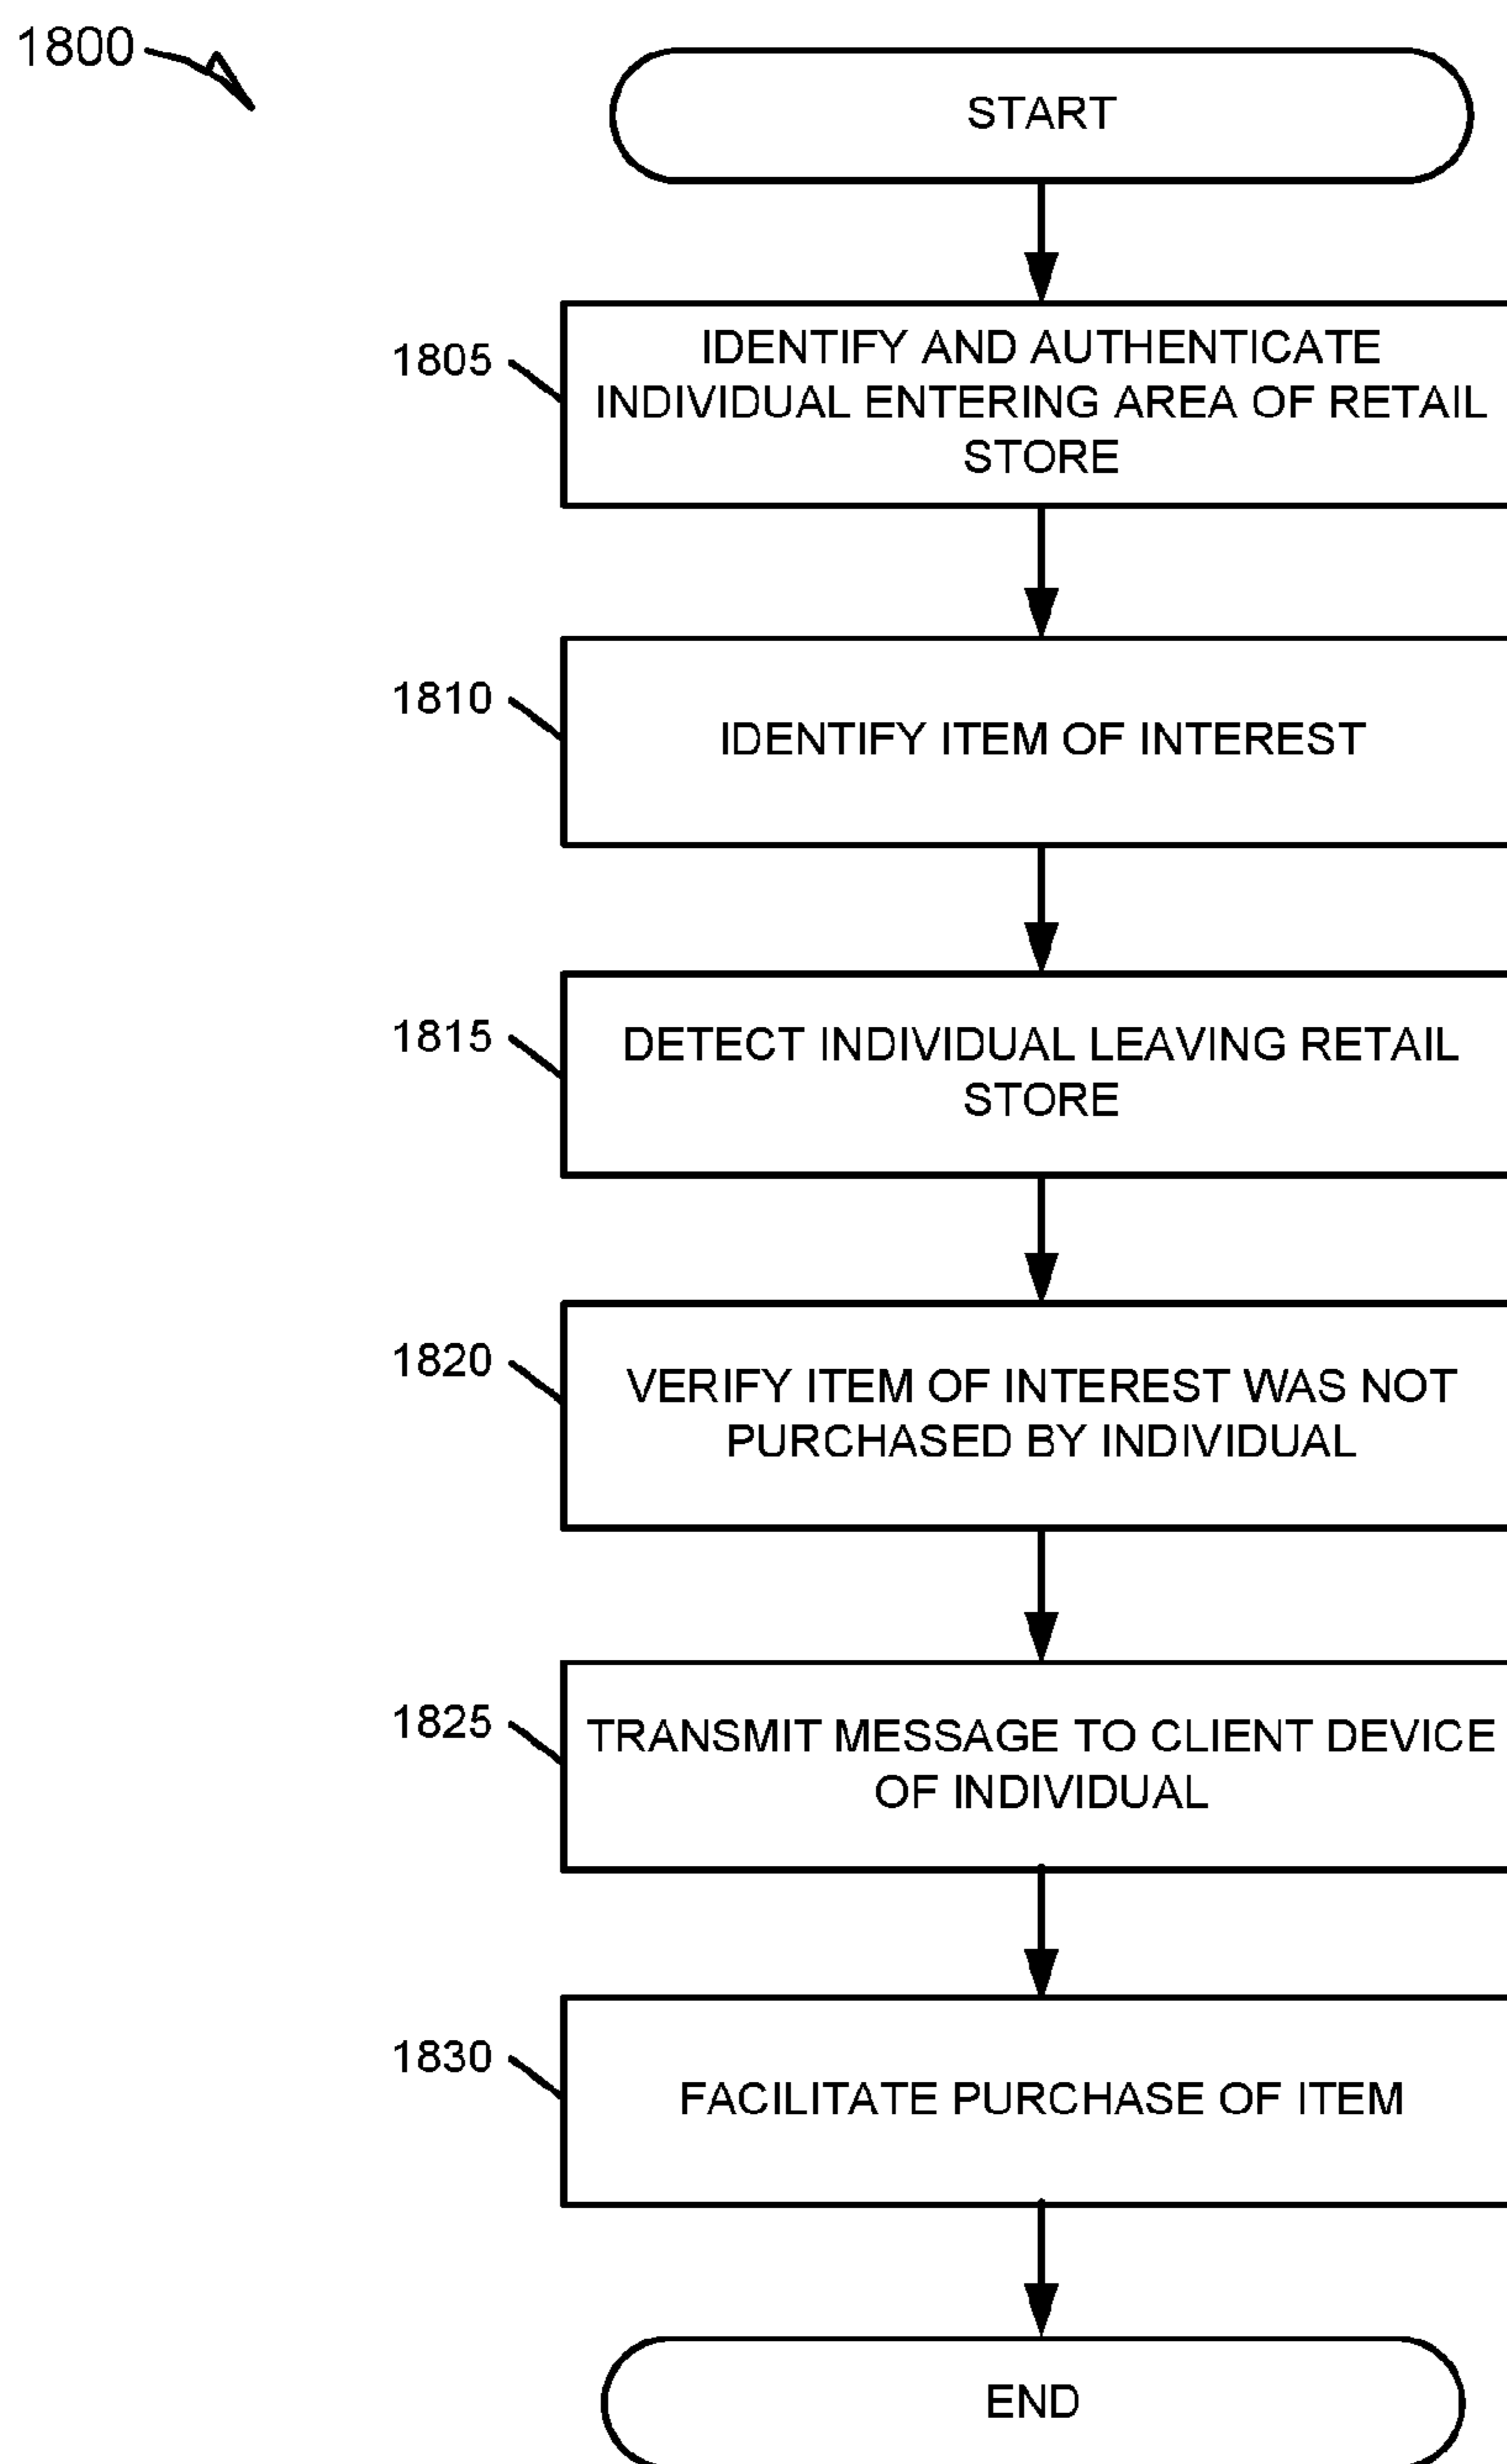 1800
START
1805
IDENTIFY AND AUTHENTICATE
INDIVIDUAL ENTERING AREA OF RETAIL
STORE
1810
IDENTIFY ITEM OF INTEREST
1815
DETECT INDIVIDUAL LEAVING RETAIL
STORE
1820
VERIFY ITEM OF INTEREST WAS NOT
PURCHASED BY INDIVIDUAL
1825
TRANSMIT MESSAGE TO CLIENT DEVICE
OF INDIVIDUAL
1830
FACILITATE PURCHASE OF ITEM
END